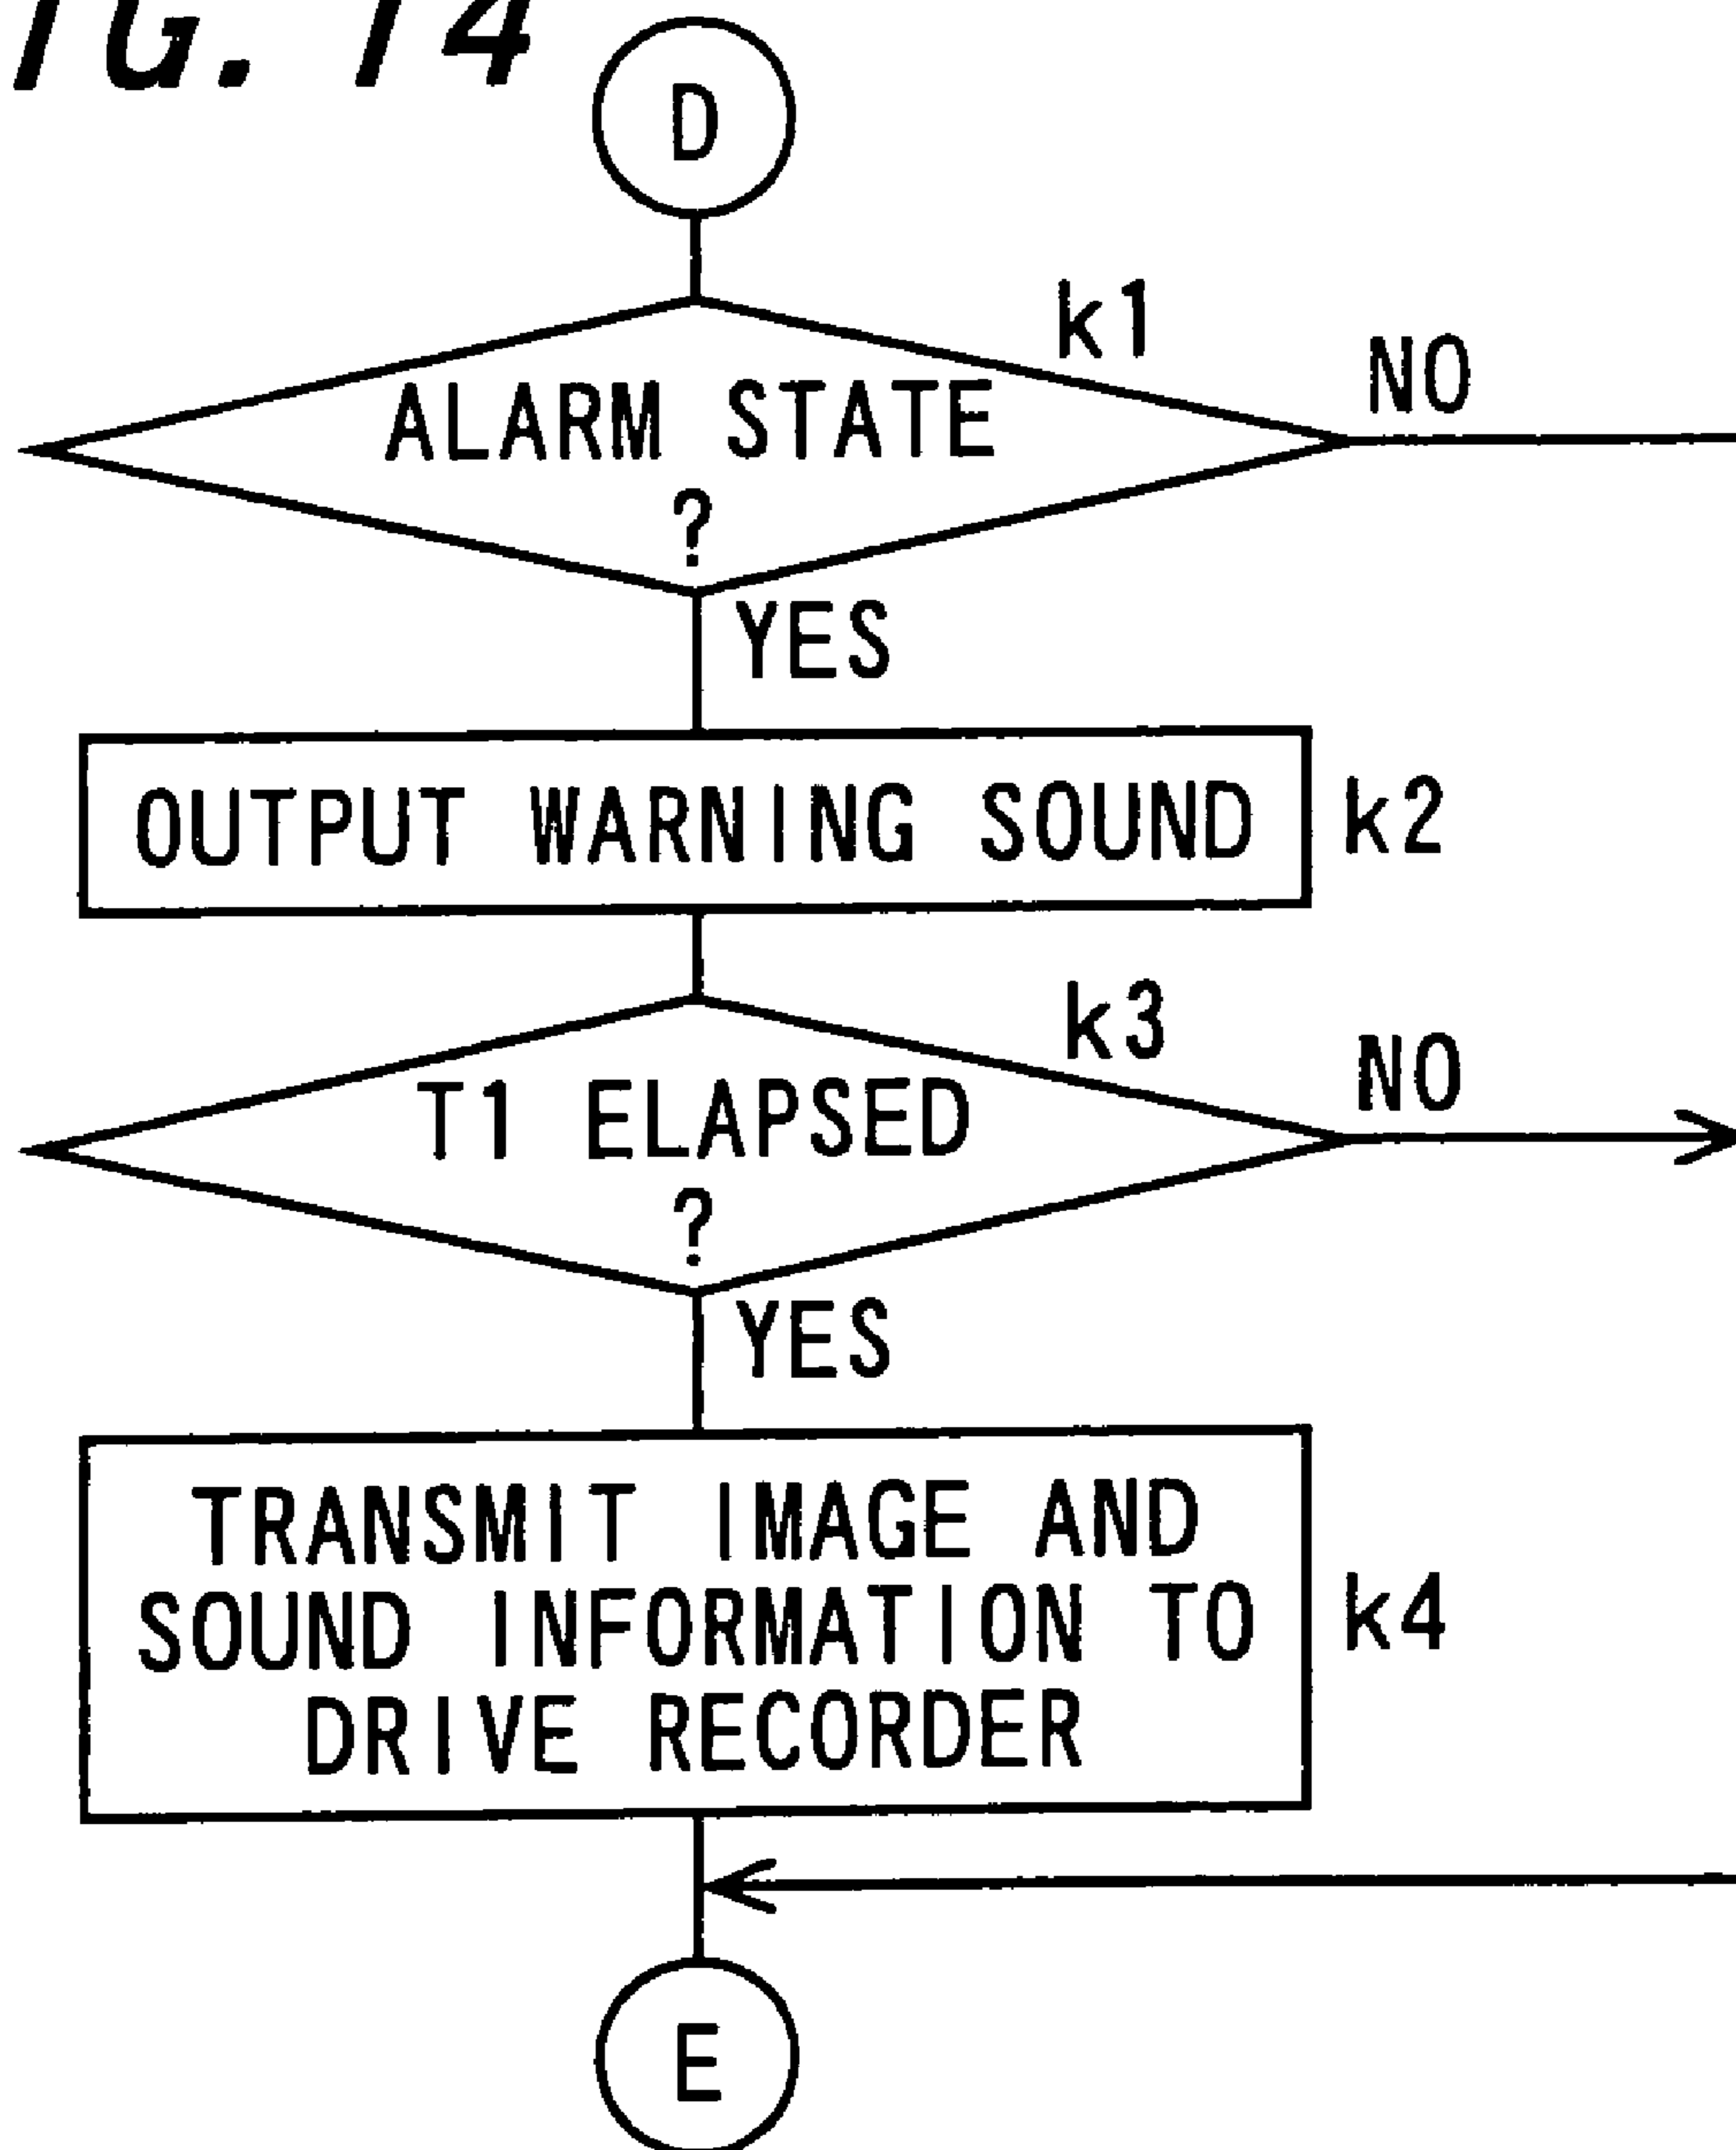 IG. 14
D
k1
ALARM STATE
?
NO
YES
OUTPUT WARNING SOUND
k2
k3
T1 ELAPSED
?
NO
YES
TRANSMIT IMAGE AND
SOUND INFORMATION TO
DRIVE RECORDER
k4
E